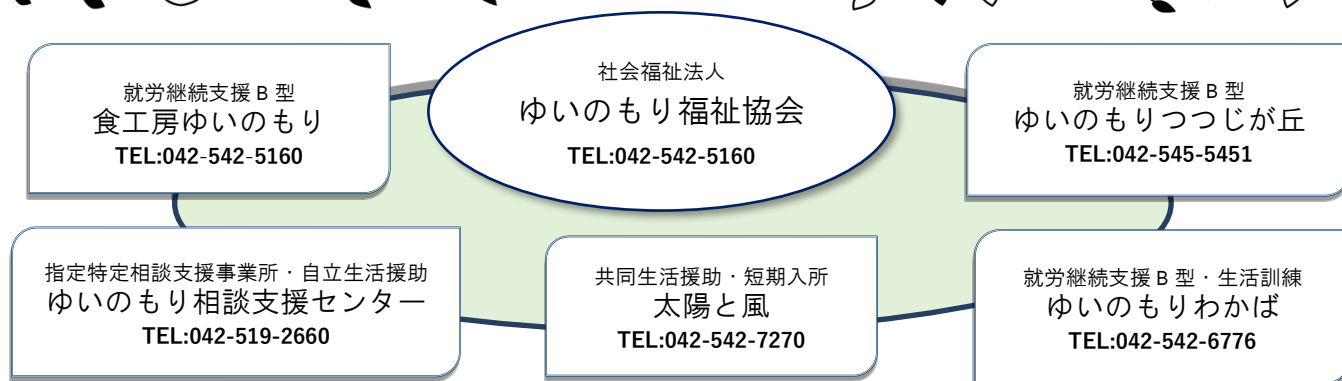 社会福祉法人
ゆいのもり福祉協会
TEL:042-542-5160
就労継続支援B型
食工房ゆいのもり
TEL:042-542-5160
就労継続支援B型
ゆいのもりつつじが丘
TEL:042-545-5451
指定特定相談支援事業所・自立生活援助
ゆいのもり相談支援センター
TEL:042-519-2660
共同生活援助・短期入所
太陽と風
TEL:042-542-7270
就労継続支援B型・生活訓練
ゆいのもりわかば
TEL:042-542-6776